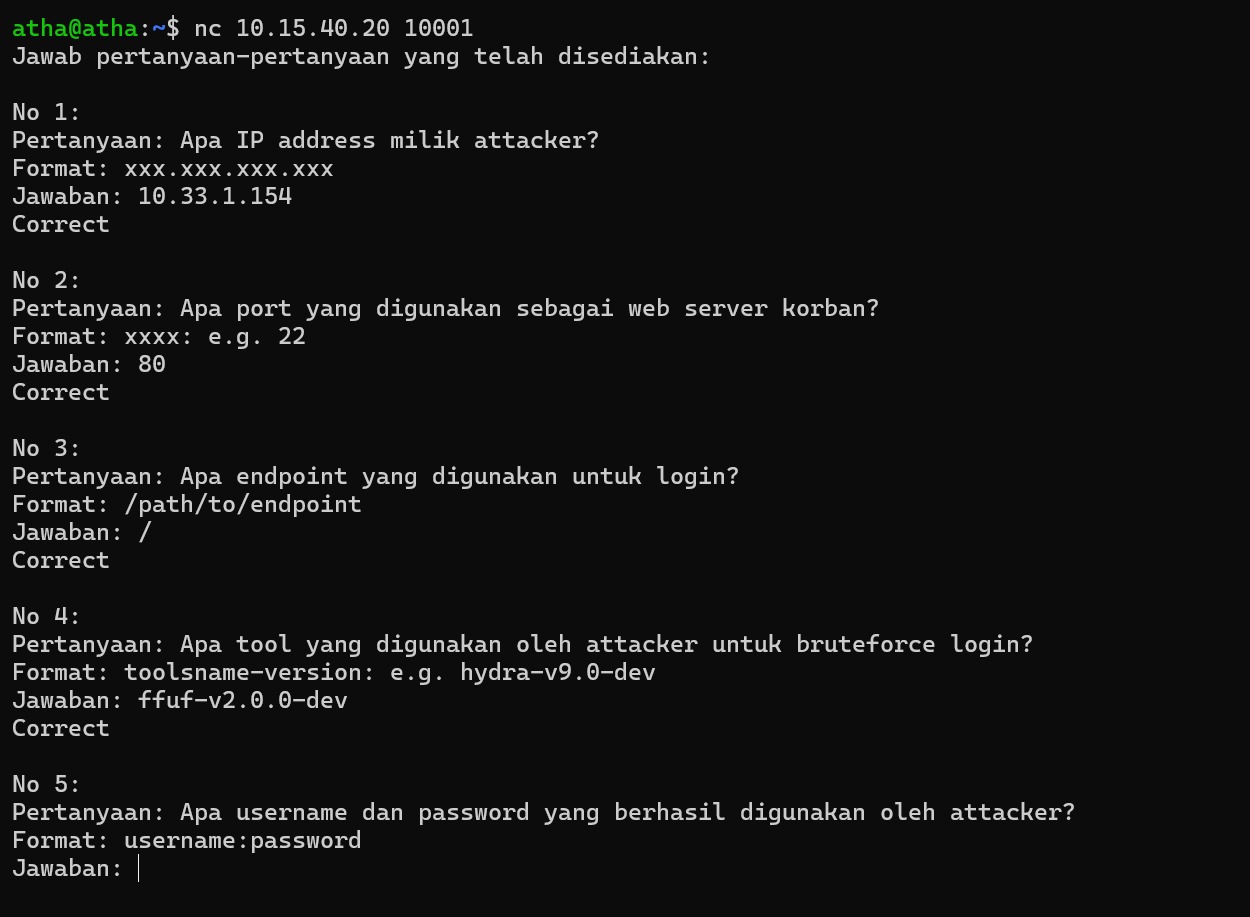 atha@atha:~$ nc 10.15.40.20 10001
Jawab pertanyaan-pertanyaan yang telah disediakan:
No 1:
Pertanyaan: Apa IP address milik attacker?
Format: xxx.xxx.xxx.xxx
Jawaban: 10.33.1.154
Correct
No 2:
Pertanyaan: Apa port yang digunakan sebagai web server korban?
Format: xxxx: e.g. 22
Jawaban: 80
Correct
No 3:
Pertanyaan: Apa endpoint yang digunakan untuk login?
Format: /path/to/endpoint
Jawaban: /
Correct
No 4:
Pertanyaan: Apa tool yang digunakan oleh attacker untuk bruteforce login?
Format: toolsname-version: e.g. hydra-v9.0-dev
Jawaban: ffuf-v2.0.0-dev
Correct
No 5:
Pertanyaan: Apa username dan password yang berhasil digunakan oleh attacker?
Format: username:password
Jawaban: